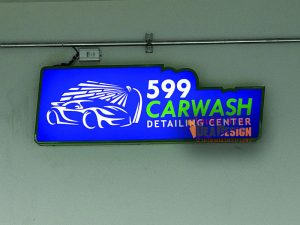 599
CARWASH
DETAILING CENTER
IDEA DESIGN